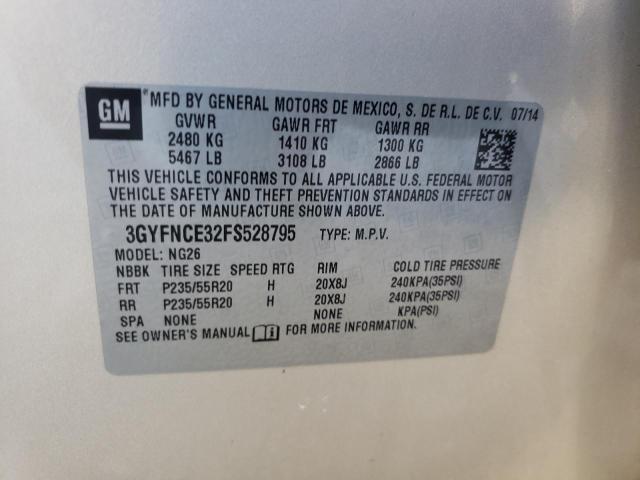 GM
MFD BY GENERAL MOTORS DE MEXICO, S. DE R.L. DE C.V. 07/14
GVWR GAWR FRT GAWR RR
2480 KG 1410 KG 1300 KG
5467 LB 3108 LB 2866 LB
THIS VEHICLE CONFORMS TO ALL APPLICABLE U.S. FEDERAL MOTOR
VEHICLE SAFETY AND THEFT PREVENTION STANDARDS IN EFFECT ON
THE DATE OF MANUFACTURE SHOWN ABOVE.
3GYFNCE32FS528795 TYPE: M.P.V.
MODEL: NG26
NBBK TIRE SIZE SPEED RTG RIM COLD TIRE PRESSURE
FRT P235/55R20 H 20X8J 240KPA(35PSI)
RR P235/55R20 H 20X8J 240KPA(35PSI)
SPA NONE NONE KPA(PSI)
SEE OWNER'S MANUAL FOR MORE INFORMATION.